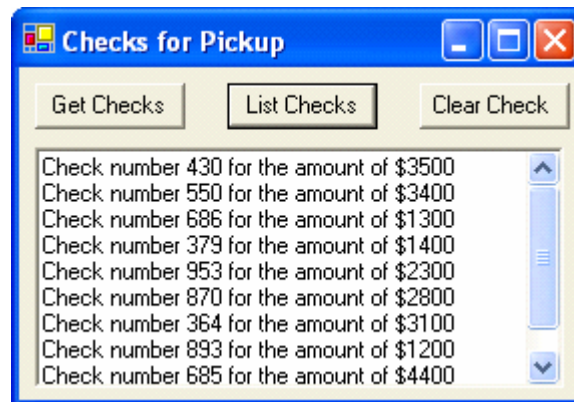 Checks for Pickup
Get Checks List Checks Clear Check
Check number 430 for the amount of $3500
Check number 550 for the amount of $3400
Check number 686 for the amount of $1300
Check number 379 for the amount of $1400
Check number 953 for the amount of $2300
Check number 870 for the amount of $2800
Check number 364 for the amount of $3100
Check number 893 for the amount of $1200
Check number 685 for the amount of $4400